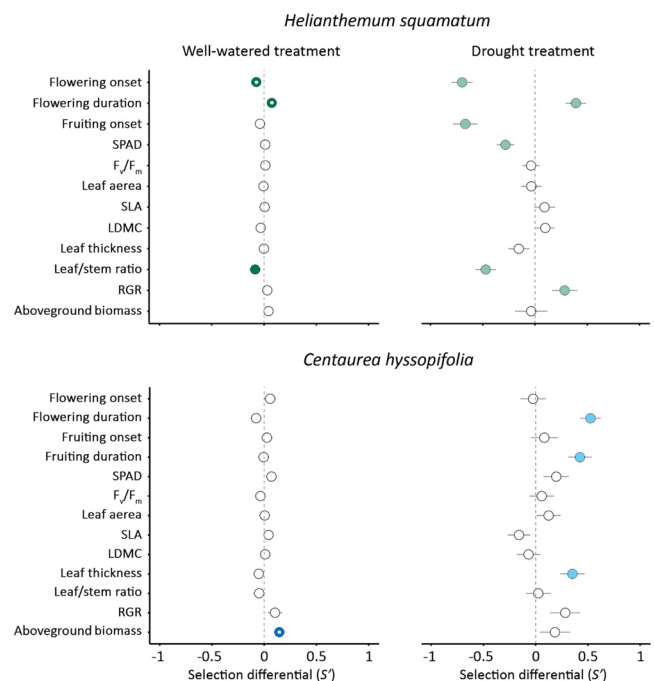 Helianthemum squamatum
Well-watered treatment
Drought treatment
Flowering onset
Flowering duration
Fruiting onset
SPAD
Fv/Fm
Leaf aerea
SLA
LDMC
Leaf thickness
Leaf/stem ratio
RGR
Aboveground biomass
Centaurea hyssopifolia
Flowering onset
Flowering duration
Fruiting onset
Fruiting duration
SPAD
Fv/Fm
Leaf aerea
SLA
LDMC
Leaf thickness
Leaf/stem ratio
RGR
Aboveground biomass
-1 -0.5 0 (0.5) 1
-1 -0.5 0 0.5 1
Selection differential (S′)
Selection differential (S′)